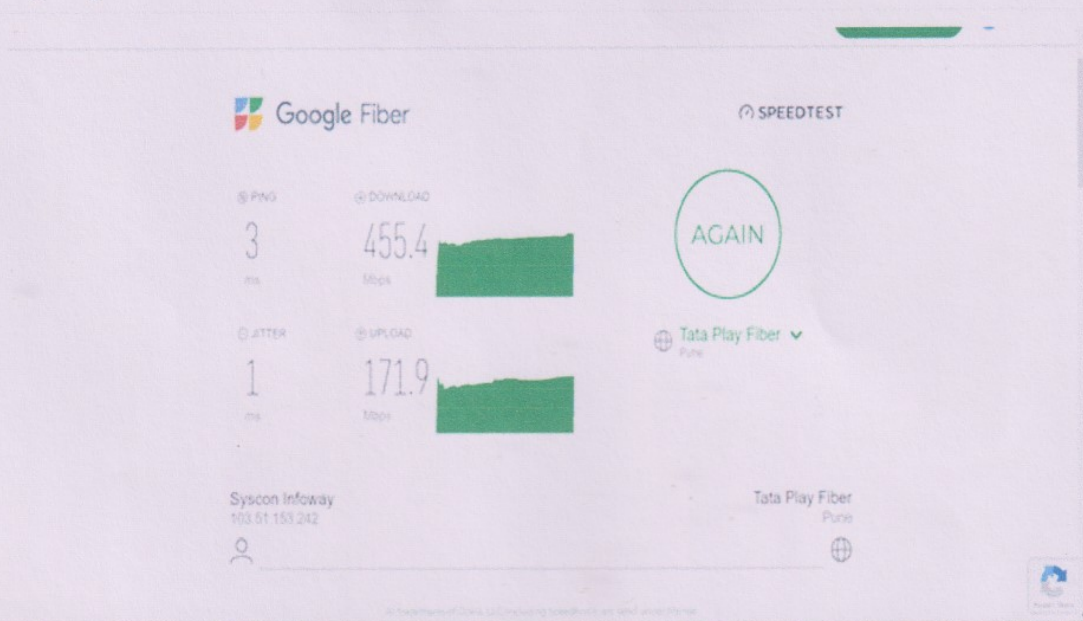 Google Fiber
SPEEDTEST
PING
DOWNLOAD
3
455.4
ms
Mbps
AGAIN
JITTER
UPLOAD
1
171.9
ms
Mbps
Tata Play Fiber
Pune
Syscon Infoway
103.51.153.242
Tata Play Fiber
Pune